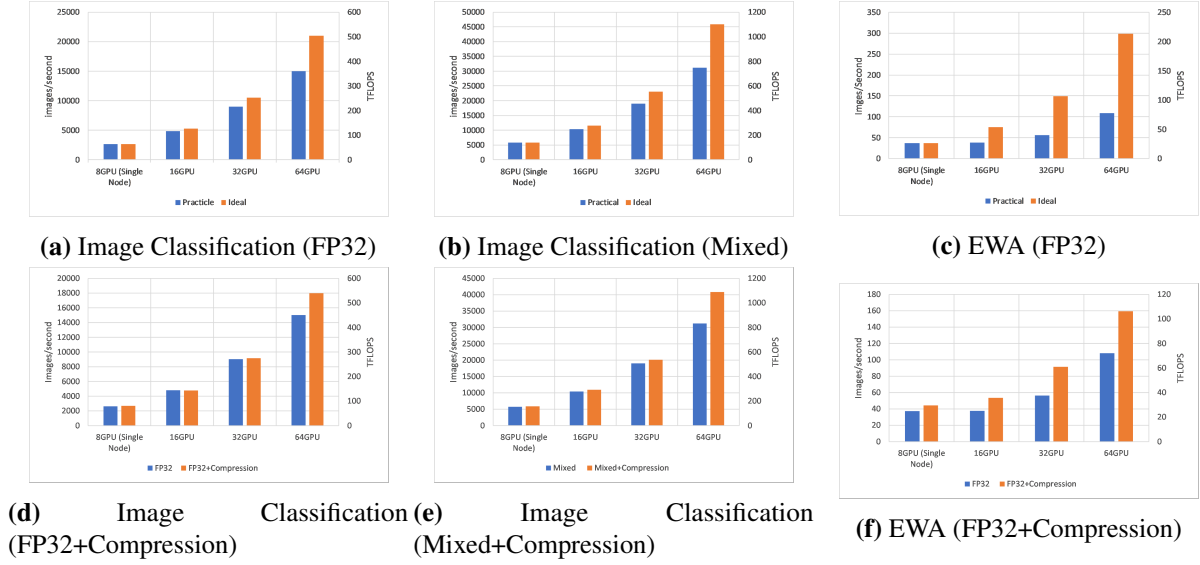 25000
20000
15000
10000
5000
0
Images/second
600
500
400
300
200
100
0
TFLOPS
8GPU (Single Node)
16GPU
32GPU
64GPU
Practicle
Ideal
(a) Image Classification (FP32)
50000
45000
40000
35000
30000
25000
20000
15000
10000
5000
0
Images/second
1200
1000
800
600
400
200
0
TFLOPS
8GPU (Single Node)
16GPU
32GPU
64GPU
Practical
Ideal
(b) Image Classification (Mixed)
350
300
250
200
150
100
50
0
Imges/Second
250
200
150
100
50
0
TFLOPS
8GPU (Single
Node)
16GPU
32GPU
64GPU
Practical
Ideal
(c) EWA (FP32)
20000
18000
16000
14000
12000
10000
8000
6000
4000
2000
0
Images/second
600
500
400
300
200
100
0
TFLOPS
8GPU (Single
Node)
16GPU
32GPU
64GPU
FP32
FP32+Compression
(d) Image Classification
(FP32+Compression)
45000
40000
35000
30000
25000
20000
15000
10000
5000
0
Images/second
1200
1000
800
600
400
200
0
TFLOPS
8GPU (Single
Node)
16GPU
32GPU
64GPU
Mixed
Mixed+Compression
(e) Image Classification
(Mixed+Compression)
180
160
140
120
100
80
60
40
20
0
Imges/Second
120
100
80
60
40
20
0
TFLOPS
8GPU (Single
Node)
16GPU
32GPU
64GPU
FP32
FP32+Compression
(f) EWA (FP32+Compression)